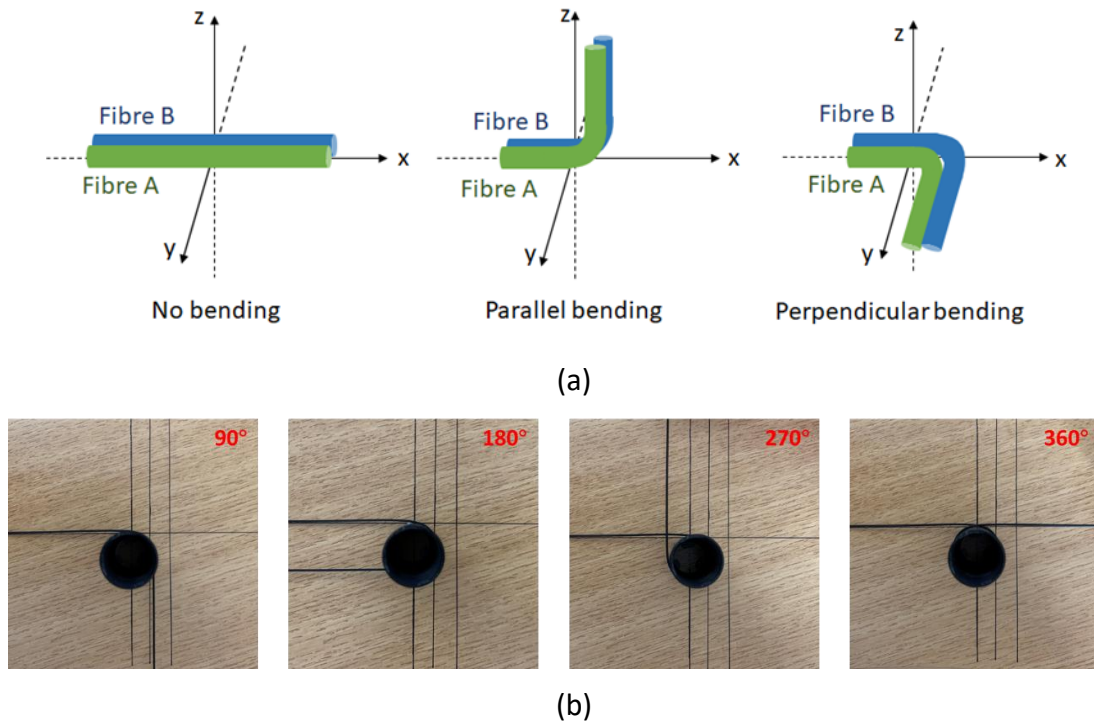 z
Fibre B
x
Fibre A
y
No bending
z
Fibre B
x
Fibre A
y
Parallel bending
z
Fibre B
x
Fibre A
y
Perpendicular bending
(a)
90°
180°
270°
360°
(b)